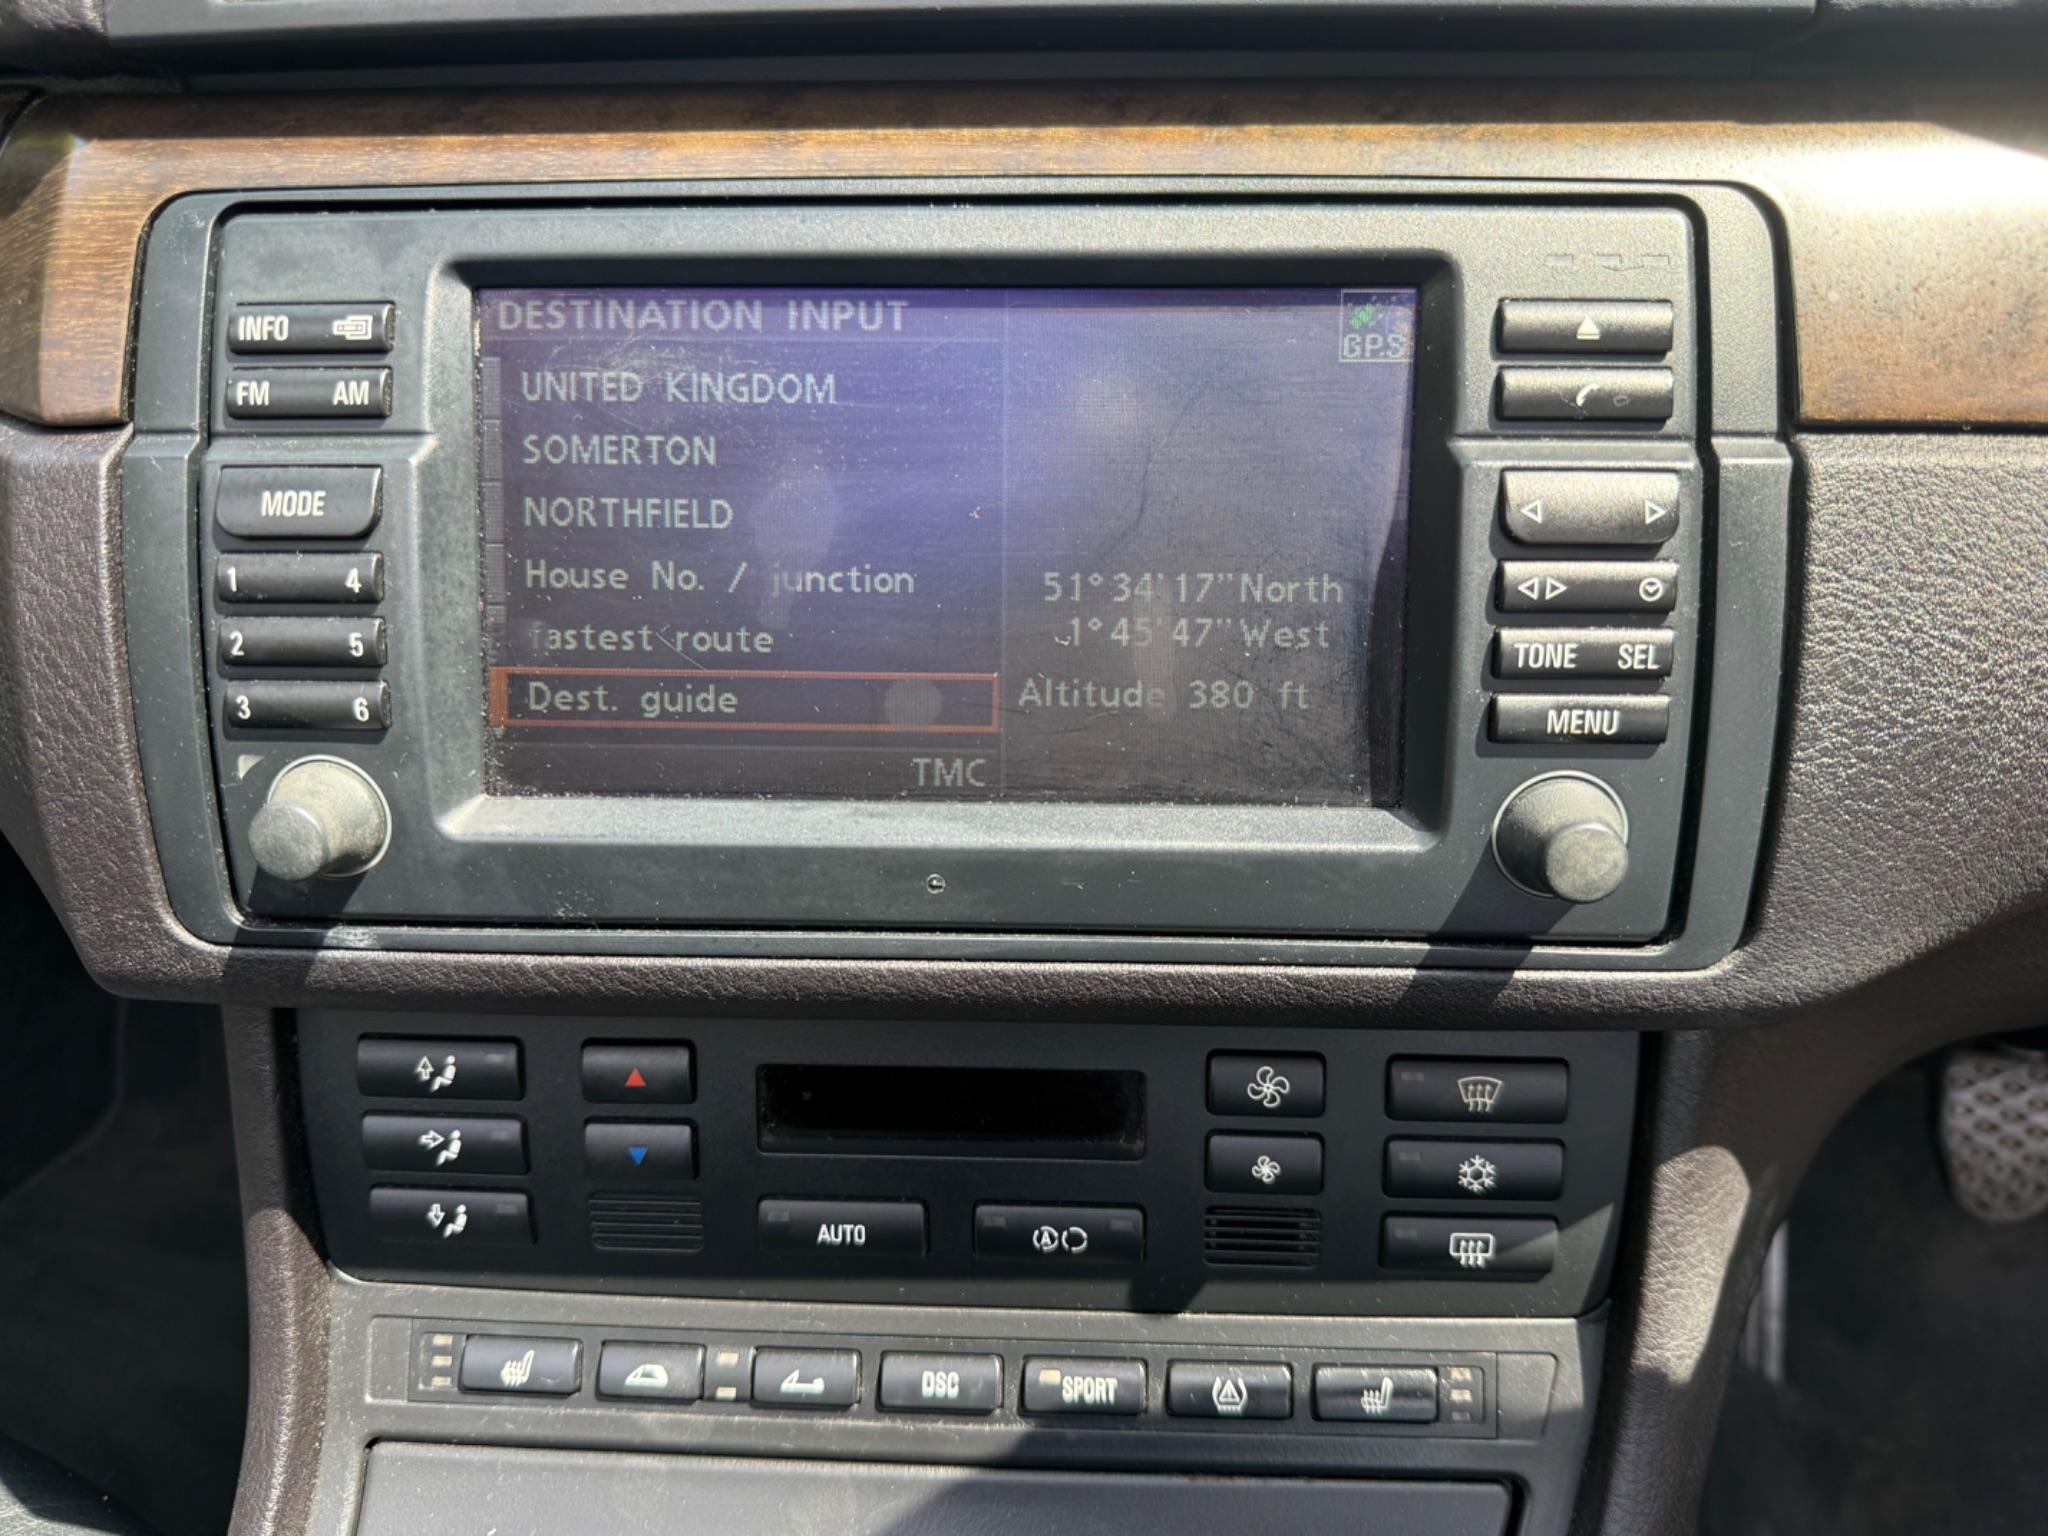 DESTINATION INPUT
GPS
UNITED KINGDOM
SOMERTON
NORTHFIELD
House No. / junction
51°34'17"North
fastest route
1°45'47"West
Dest. guide
Altitude 380 ft
TMC
INFO
FM AM
MODE
1 4
2 5
3 6
TONE SEL
MENU
AUTO
A
DSC
SPORT